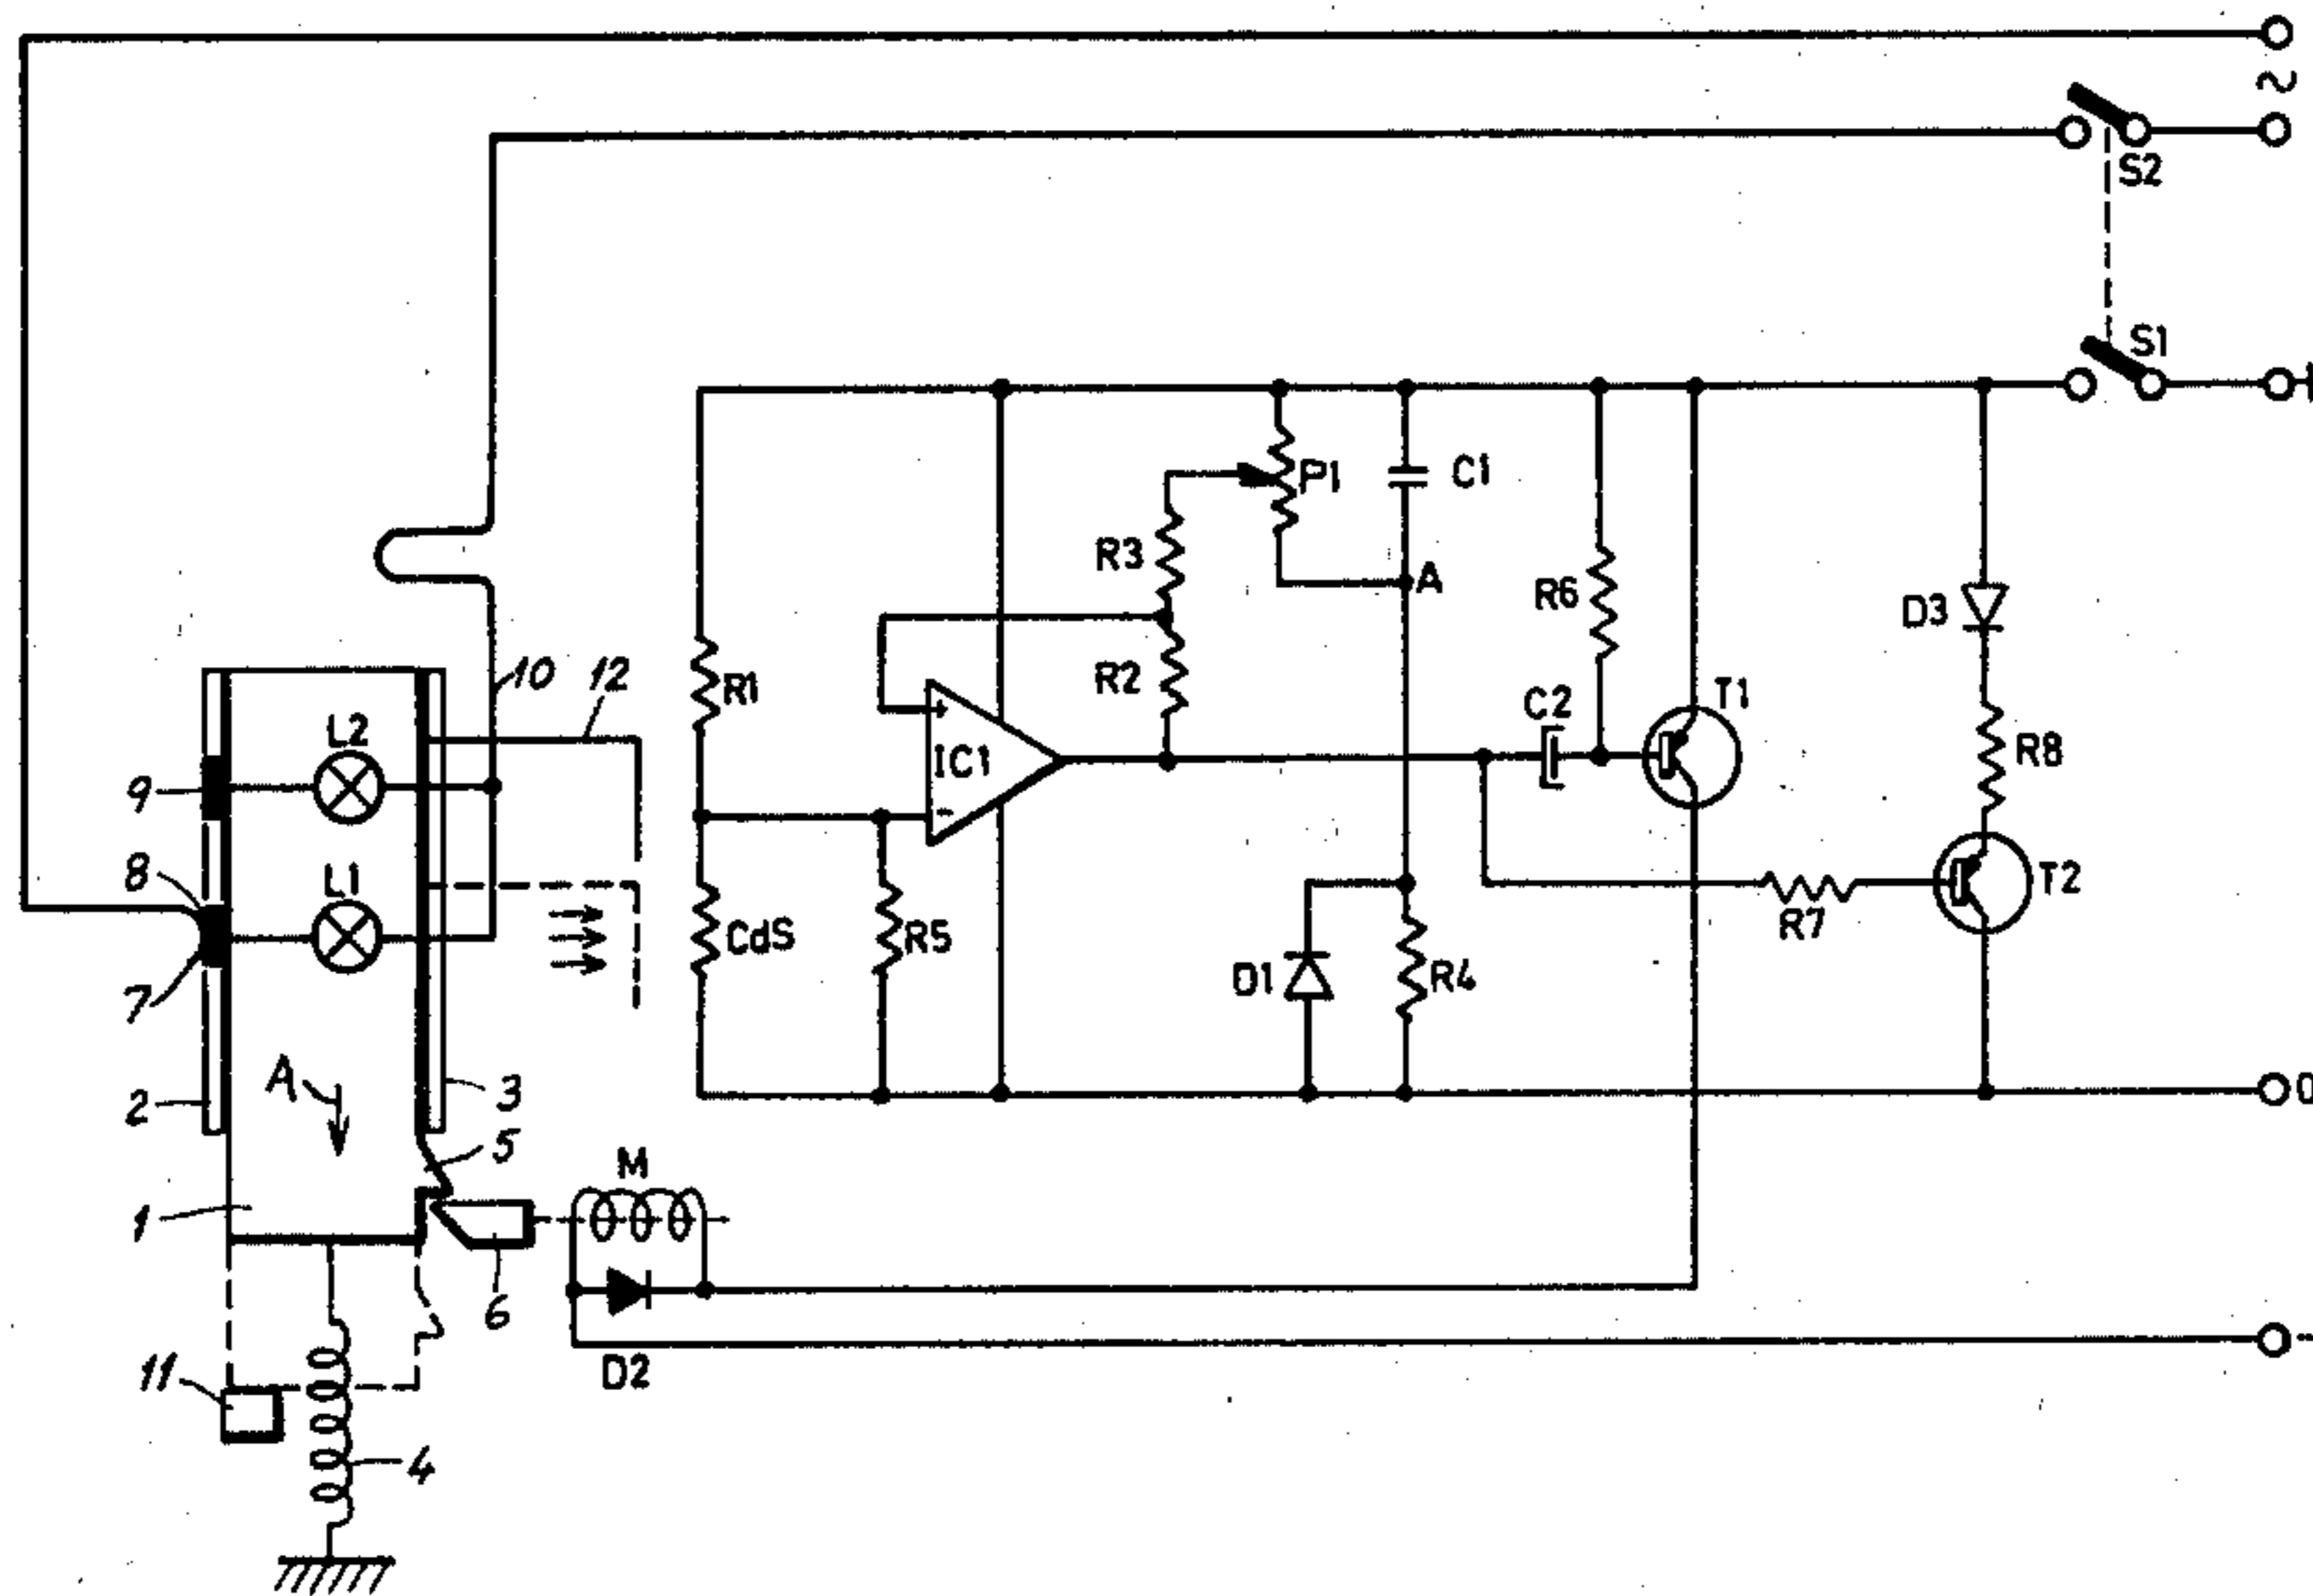 ~
S2
S1
+
P1
C1
R3
A
R6
D3
10
12
R1
R2
T1
L2
C2
+
IC1
R8
9
-
8
L1
T2
CdS
R5
R7
D1
R4
7
A
3
2
5
0
M
1
6
-
11
D2
4